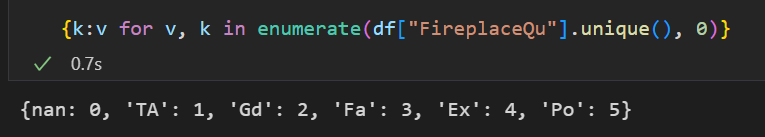 {k:v for v, k in enumerate(df["FireplaceQu"].unique(), 0)}
0.7s
{nan: 0, 'TA': 1, 'Gd': 2, 'Fa': 3, 'Ex': 4, 'Po': 5}